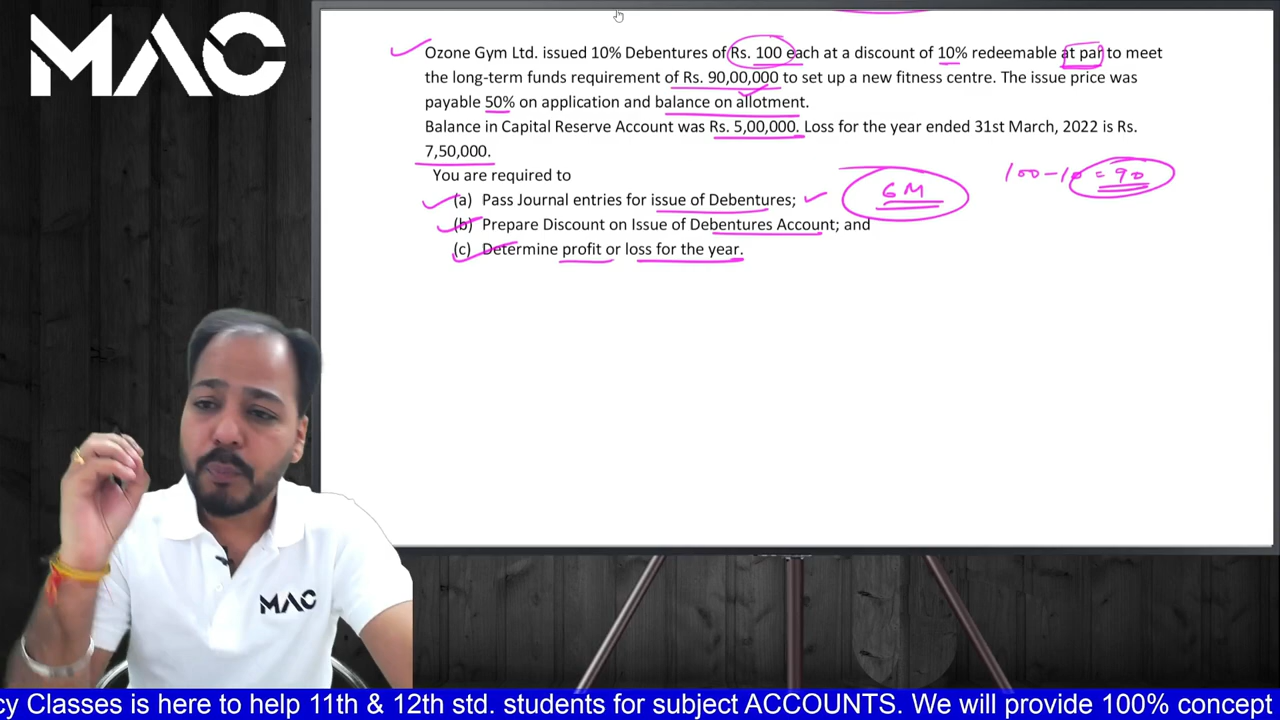 MAC
Ozone Gym Ltd. issued 10% Debentures of Rs. 100 each at a discount of 10% redeemable at par to meet
the long-term funds requirement of Rs. 90,00,000 to set up a new fitness centre. The issue price was
payable 50% on application and balance on allotment.
Balance in Capital Reserve Account was Rs. 5,00,000. Loss for the year ended 31st March, 2022 is Rs.
7,50,000.
100-10 = 90
You are required to
6M
(a) Pass Journal entries for issue of Debentures;
(b) Prepare Discount on Issue of Debentures Account; and
(c) Determine profit or loss for the year.
MAC
cy Classes is here to help 11th & 12th std. students for subject ACCOUNTS. We will provide 100% concept